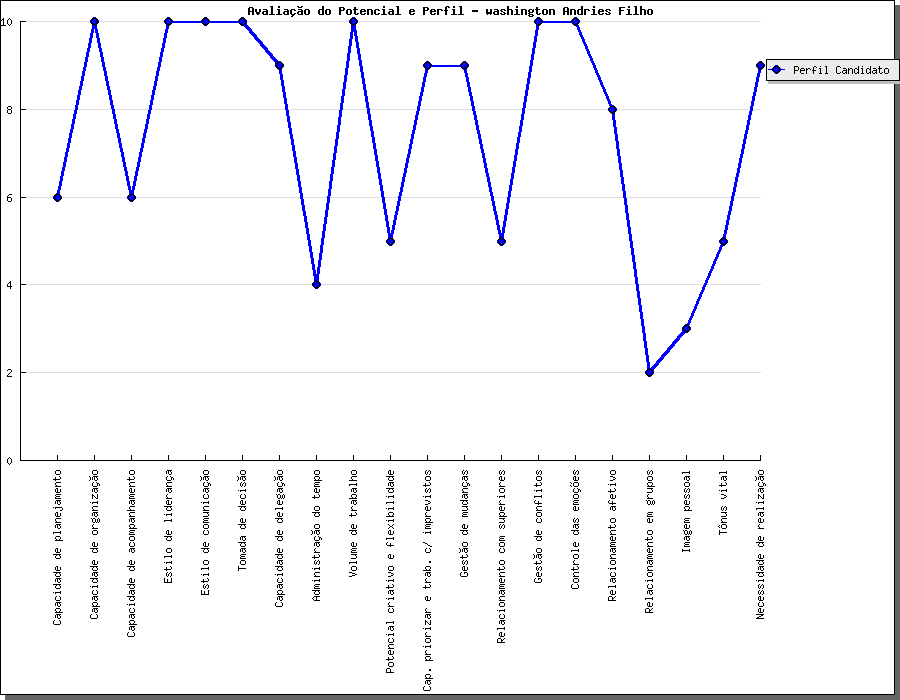 Avaliação do Potencial e Perfil - washington Andries Filho
10
8
6
4
2
0
Perfil Candidato
Capacidade de planejamento
Capacidade de organização
Capacidade de acompanhamento
Estilo de liderança
Estilo de comunicação
Tomada de decisão
Capacidade de delegação
Administração do tempo
Volume de trabalho
Potencial criativo e flexibilidade
Cap. priorizar e trab. c/ imprevistos
Gestão de mudanças
Relacionamento com superiores
Gestão de conflitos
Controle das emoções
Relacionamento afetivo
Relacionamento em grupos
Imagem pessoal
Tônus vital
Necessidade de realização